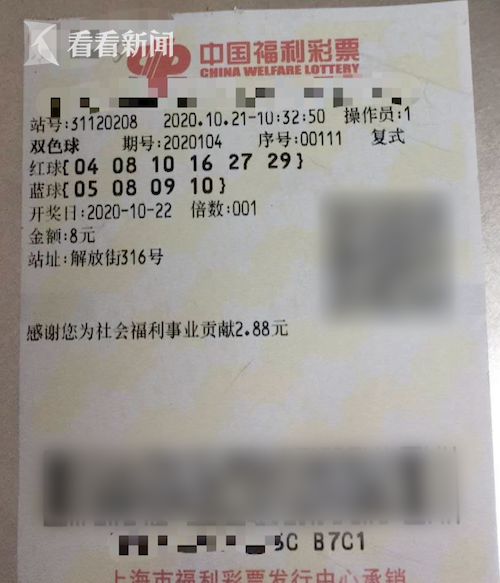 看看新闻
中国福利彩票
CHINA WELFARE LOTTERY
站号:31120208 2020.10.21-10:32:50 操作员:1
双色球 期号:2020104 序号:00111 复式
红球{04 08 10 16 27 29}
蓝球{05 08 09 10}
开奖日:2020-10-22 倍数:001
金额:8元
站址:解放街316号
感谢您为社会福利事业贡献2.88元
5C B7C1
上海市福利彩票发行中心承销